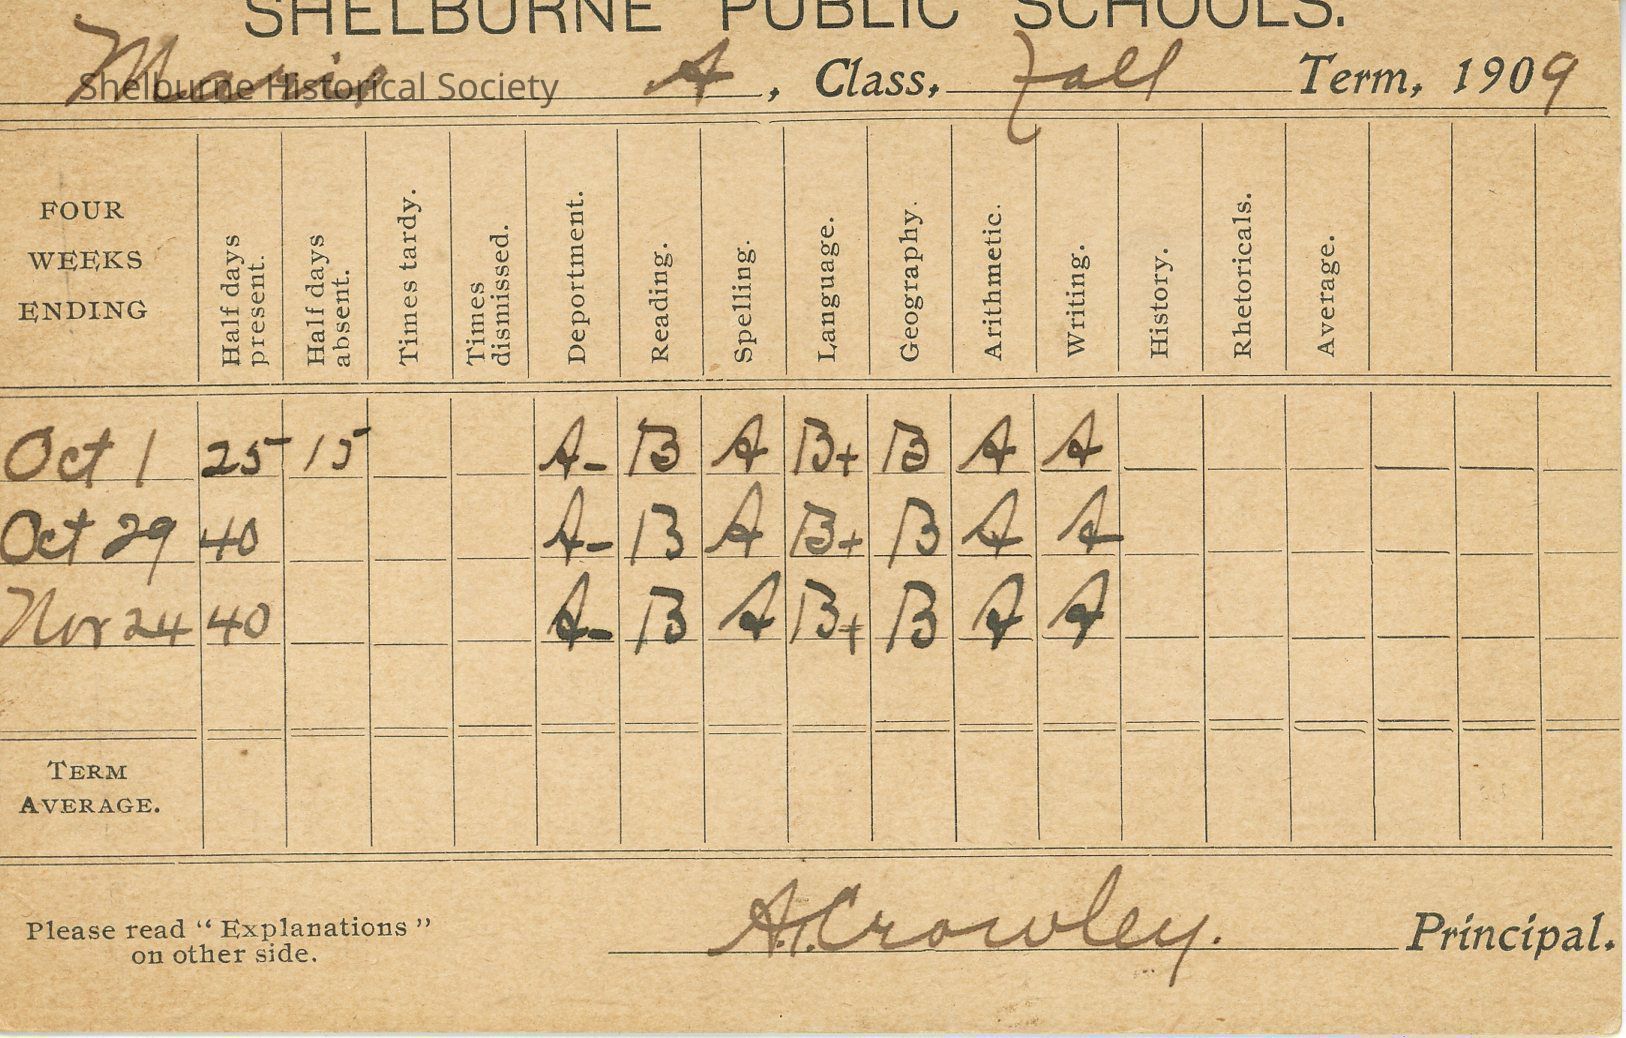 SHELBURNE PUBLIC SCHOOLS.
Marie A, Class, Fall Term, 1909
Shelburne Historical Society
FOUR WEEKS ENDING
Half days present.
Half days absent.
Times tardy.
Times dismissed.
Deportment.
Reading.
Spelling.
Language.
Geography.
Arithmetic.
Writing.
History.
Rhetoricals.
Average.
Oct 1 25 15 A- B A B+ B A A
Oct 29 40 A- B A B+ B A A
Nov 24 40 A- B A B+ B A A
TERM
AVERAGE.
Please read "Explanations"
on other side.
Crowley. Principal.